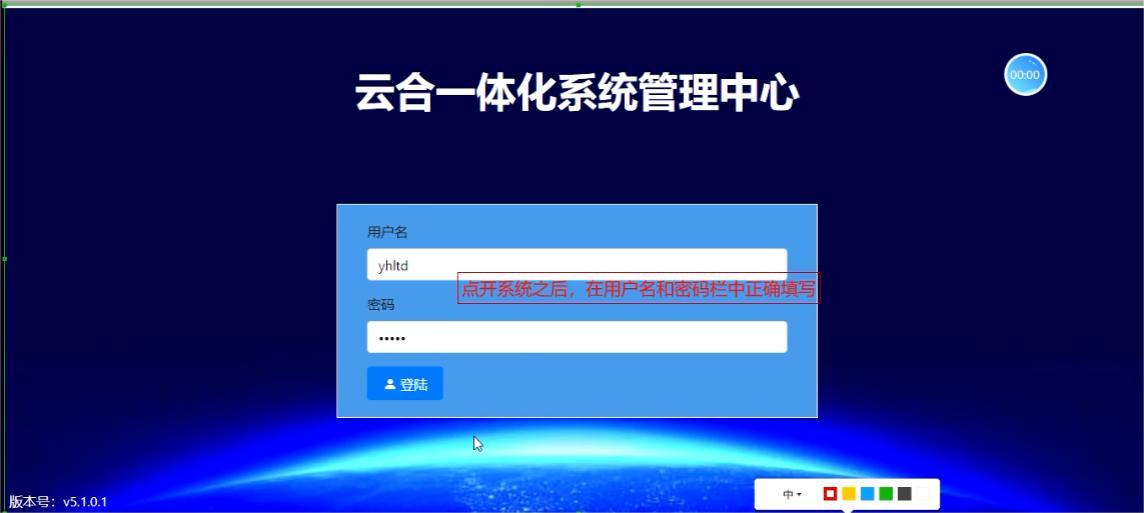 云合一体化系统管理中心
00:00
用户名
yhltd
点开系统之后，在用户名和密码栏中正确填写
密码
•••••
登陆
版本号：v5.1.0.1
中